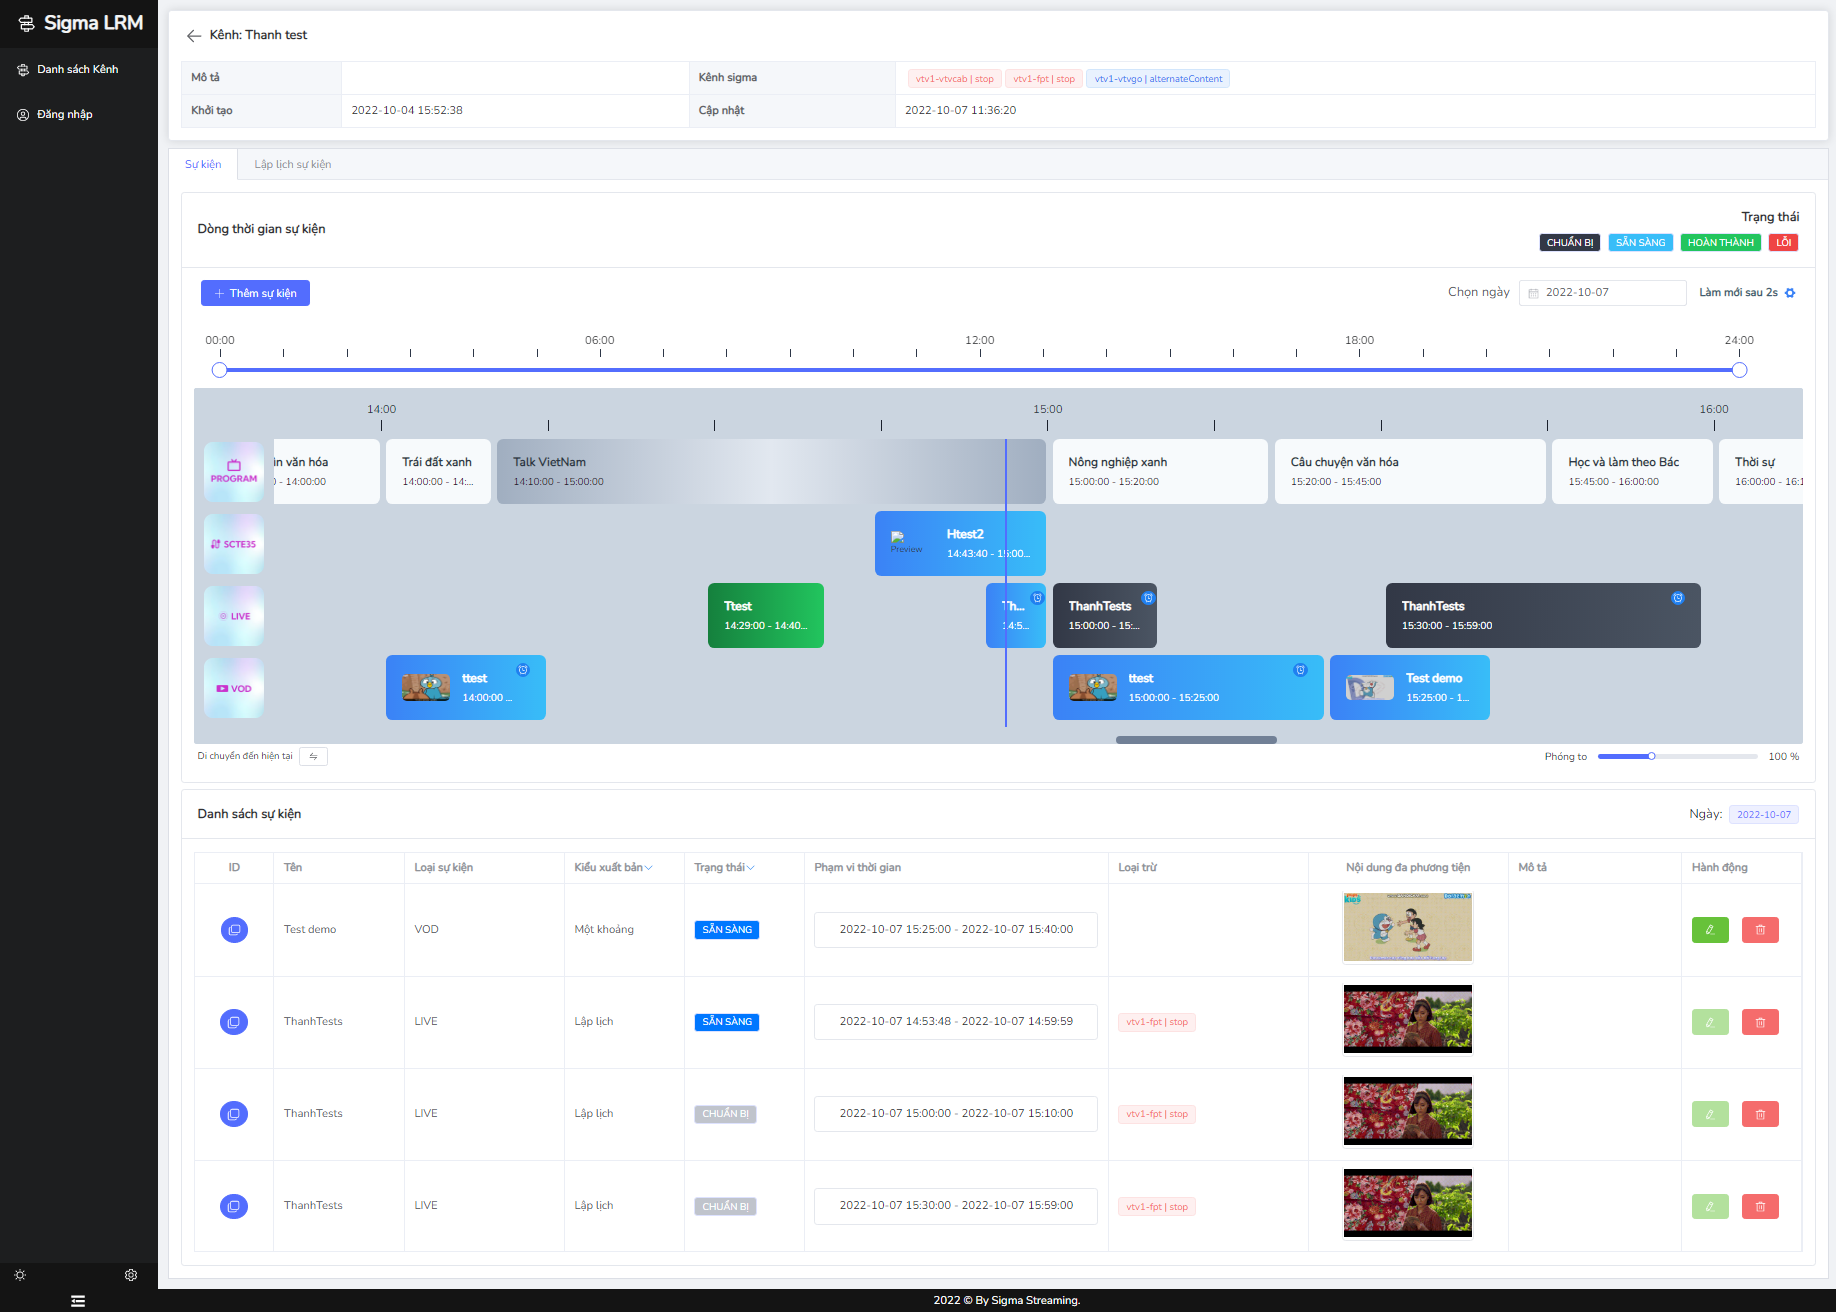 Sigma LRM
Danh sách Kênh
Đăng nhập
Kênh: Thanh test
Mô tả
Kênh sigma
vtv1-vtvcab | stop
vtv1-fpt | stop
vtv1-vtvgo | alternateContent
Khởi tạo
2022-10-04 15:52:38
Cập nhật
2022-10-07 11:36:20
Sự kiện
Lập lịch sự kiện
Dòng thời gian sự kiện
Trạng thái
CHUẨN BỊ
SẴN SÀNG
HOÀN THÀNH
LỖI
+ Thêm sự kiện
Chọn ngày
2022-10-07
Làm mới sau 2s
00:00
06:00
12:00
18:00
24:00
14:00
15:00
16:00
PROGRAM
in văn hóa
- 14:00:00
Trái đất xanh
14:00:00 - 14:...
Talk VietNam
14:10:00 - 15:00:00
Nông nghiệp xanh
15:00:00 - 15:20:00
Câu chuyện văn hóa
15:20:00 - 15:45:00
Học và làm theo Bác
15:45:00 - 16:00:00
Thời sự
16:00:00 - 16:1
SCTE35
Preview
Htest2
14:43:40 - 15:00...
LIVE
Ttest
14:29:00 - 14:40...
Th...
14:5...
ThanhTests
15:00:00 - 15:...
ThanhTests
15:30:00 - 15:59:00
VOD
ttest
14:00:00 ...
ttest
15:00:00 - 15:25:00
Test demo
15:25:00 - 1...
Di chuyển đến hiện tại
Phóng to
100 %
Danh sách sự kiện
Ngày:
2022-10-07
ID
Tên
Loại sự kiện
Kiểu xuất bản
Trạng thái
Phạm vi thời gian
Loại trừ
Nội dung đa phương tiện
Mô tả
Hành động
Test demo
VOD
Một khoảng
SẴN SÀNG
2022-10-07 15:25:00 - 2022-10-07 15:40:00
ThanhTests
LIVE
Lập lịch
SẴN SÀNG
2022-10-07 14:53:48 - 2022-10-07 14:59:59
vtv1-fpt | stop
ThanhTests
LIVE
Lập lịch
CHUẨN BỊ
2022-10-07 15:00:00 - 2022-10-07 15:10:00
vtv1-fpt | stop
ThanhTests
LIVE
Lập lịch
CHUẨN BỊ
2022-10-07 15:30:00 - 2022-10-07 15:59:00
vtv1-fpt | stop
2022 © By Sigma Streaming.